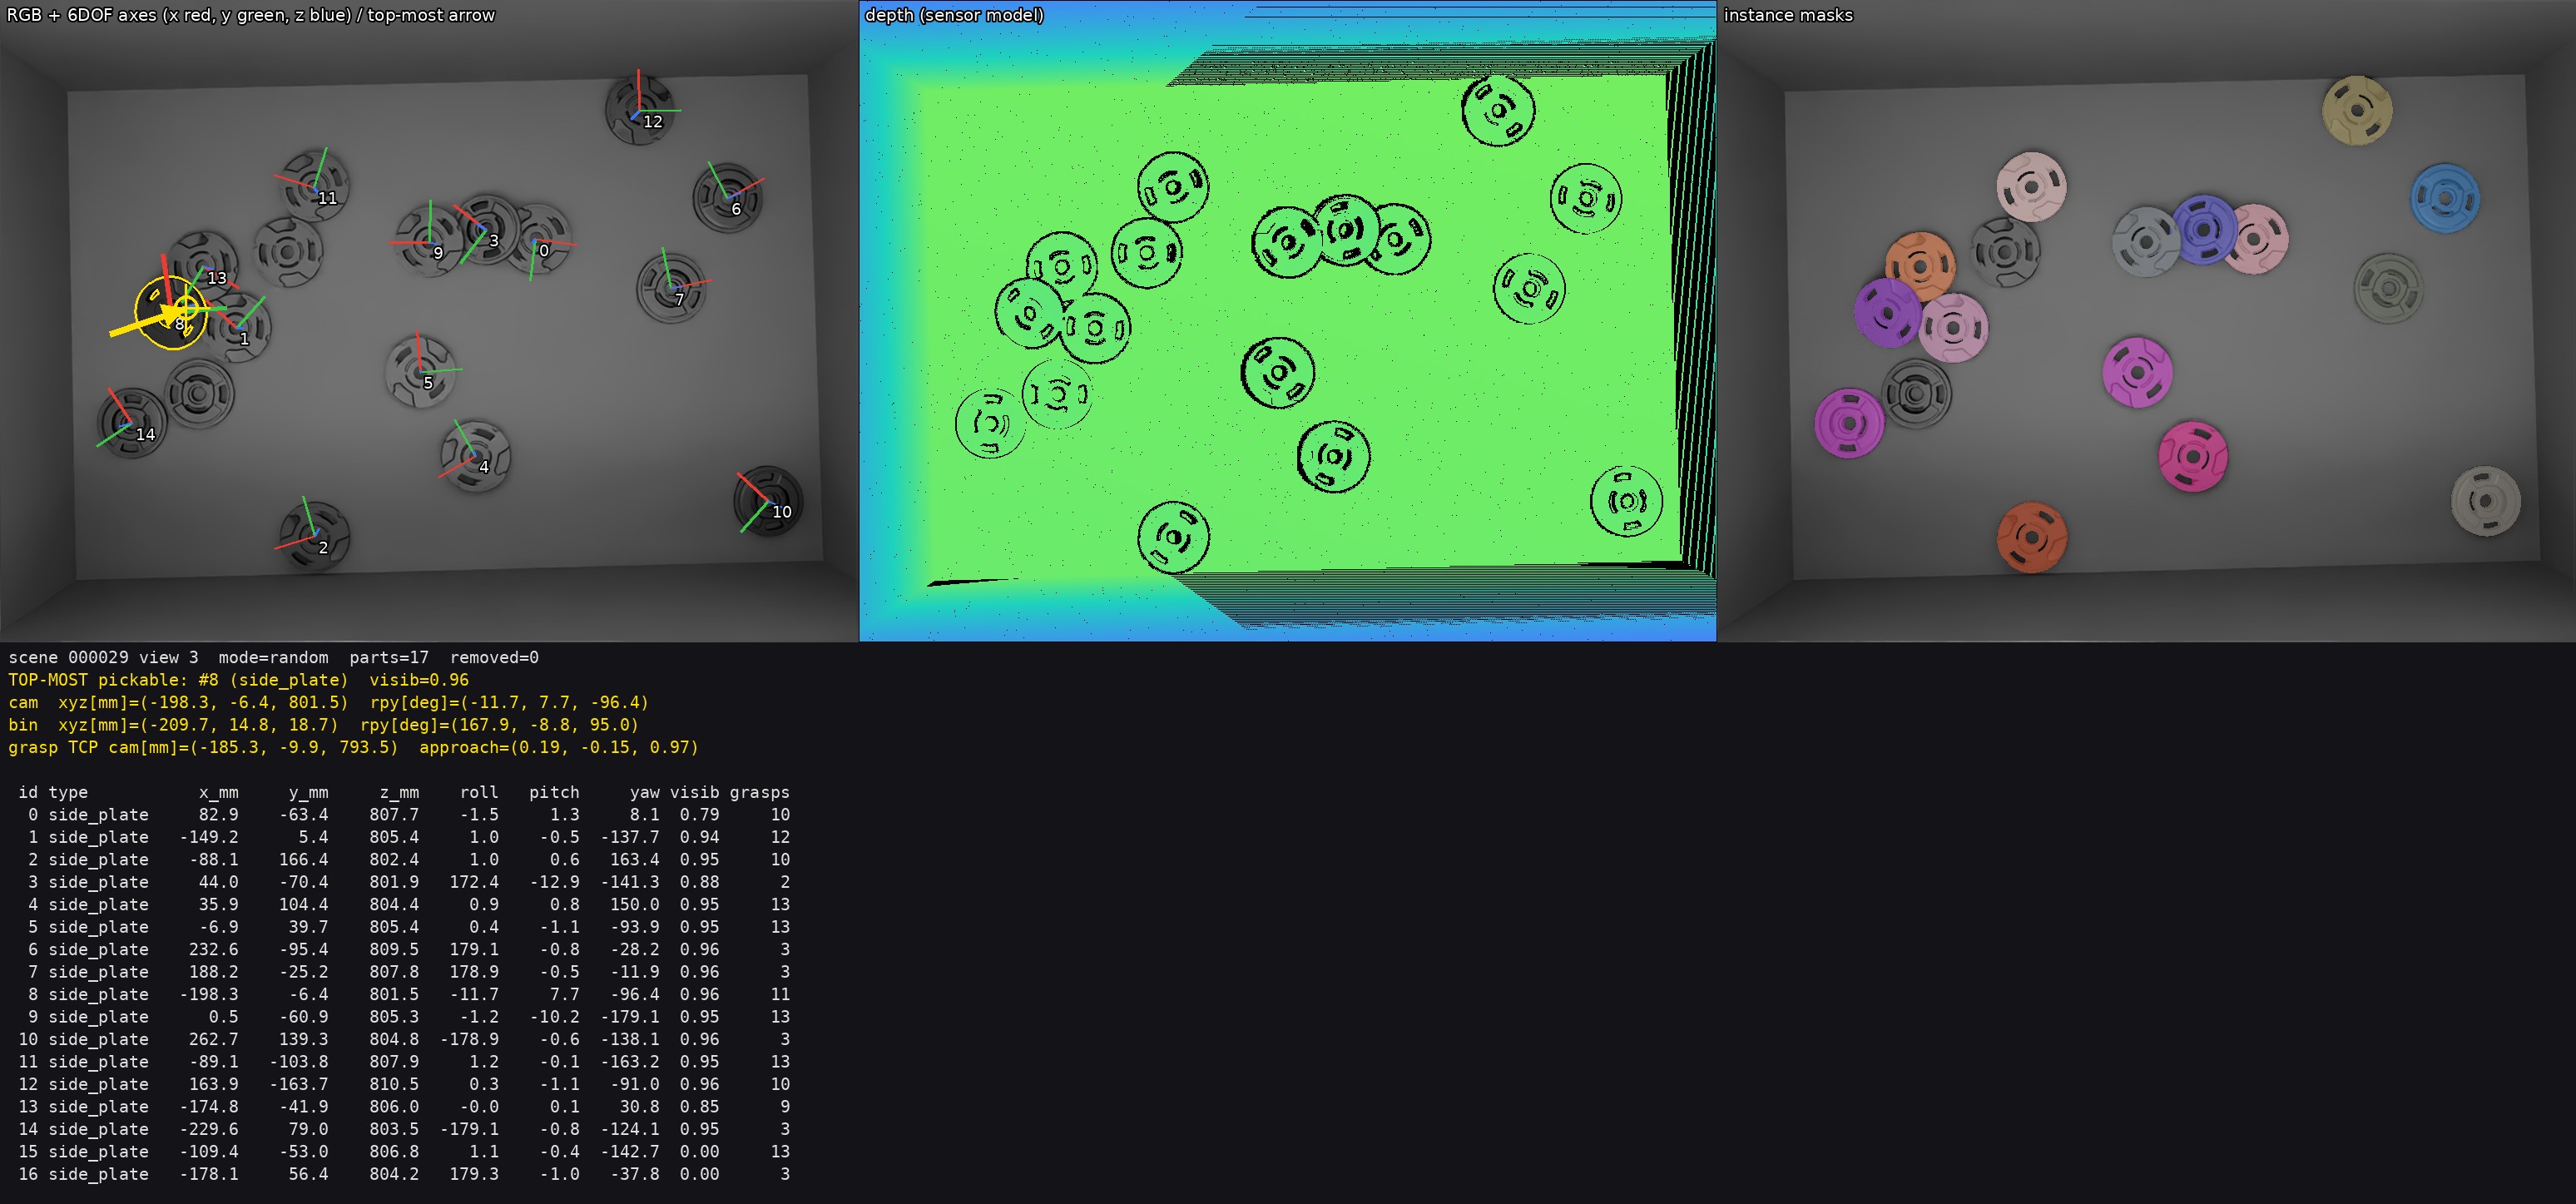 RGB + 6DOF axes (x red, y green, z blue) / top-most arrow
depth (sensor model)
instance masks
12
11
6
13
9
3
0
7
8
1
5
14
4
10
2
scene 000029 view 3  mode=random  parts=17  removed=0
TOP-MOST pickable: #8 (side_plate)  visib=0.96
cam  xyz[mm]=(-198.3, -6.4, 801.5)  rpy[deg]=(-11.7, 7.7, -96.4)
bin  xyz[mm]=(-209.7, 14.8, 18.7)  rpy[deg]=(167.9, -8.8, 95.0)
grasp TCP cam[mm]=(-185.3, -9.9, 793.5)  approach=(0.19, -0.15, 0.97)
id type x_mm y_mm z_mm roll pitch yaw visib grasps
0 side_plate 82.9 -63.4 807.7 -1.5 1.3 8.1 0.79 10
1 side_plate -149.2 5.4 805.4 1.0 -0.5 -137.7 0.94 12
2 side_plate -88.1 166.4 802.4 1.0 0.6 163.4 0.95 10
3 side_plate 44.0 -70.4 801.9 172.4 -12.9 -141.3 0.88 2
4 side_plate 35.9 104.4 804.4 0.9 0.8 150.0 0.95 13
5 side_plate -6.9 39.7 805.4 0.4 -1.1 -93.9 0.95 13
6 side_plate 232.6 -95.4 809.5 179.1 -0.8 -28.2 0.96 3
7 side_plate 188.2 -25.2 807.8 178.9 -0.5 -11.9 0.96 3
8 side_plate -198.3 -6.4 801.5 -11.7 7.7 -96.4 0.96 11
9 side_plate 0.5 -60.9 805.3 -1.2 -10.2 -179.1 0.95 13
10 side_plate 262.7 139.3 804.8 -178.9 -0.6 -138.1 0.96 3
11 side_plate -89.1 -103.8 807.9 1.2 -0.1 -163.2 0.95 13
12 side_plate 163.9 -163.7 810.5 0.3 -1.1 -91.0 0.96 10
13 side_plate -174.8 -41.9 806.0 -0.0 0.1 30.8 0.85 9
14 side_plate -229.6 79.0 803.5 -179.1 -0.8 -124.1 0.95 3
15 side_plate -109.4 -53.0 806.8 1.1 -0.4 -142.7 0.00 13
16 side_plate -178.1 56.4 804.2 179.3 -1.0 -37.8 0.00 3